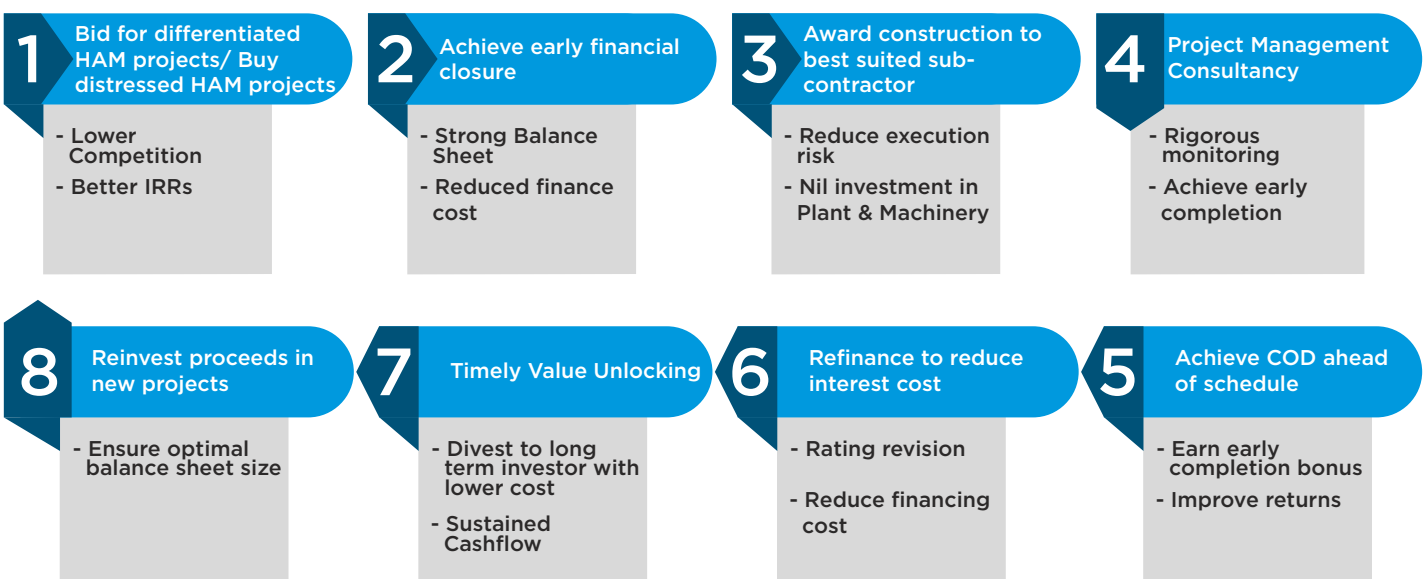 1
Bid for differentiated
HAM projects/ Buy
distressed HAM projects
- Lower
Competition
- Better IRRs
2
Achieve early financial
closure
- Strong Balance
Sheet
- Reduced finance
cost
3
Award construction to
best suited sub-
contractor
- Reduce execution
risk
- Nil investment in
Plant & Machinery
4
Project Management
Consultancy
- Rigorous
monitoring
- Achieve early
completion
5
Achieve COD ahead
of schedule
- Earn early
completion bonus
- Improve returns
6
Refinance to reduce
interest cost
- Rating revision
- Reduce financing
cost
7
Timely Value Unlocking
- Divest to long
term investor with
lower cost
- Sustained
Cashflow
8
Reinvest proceeds in
new projects
- Ensure optimal
balance sheet size